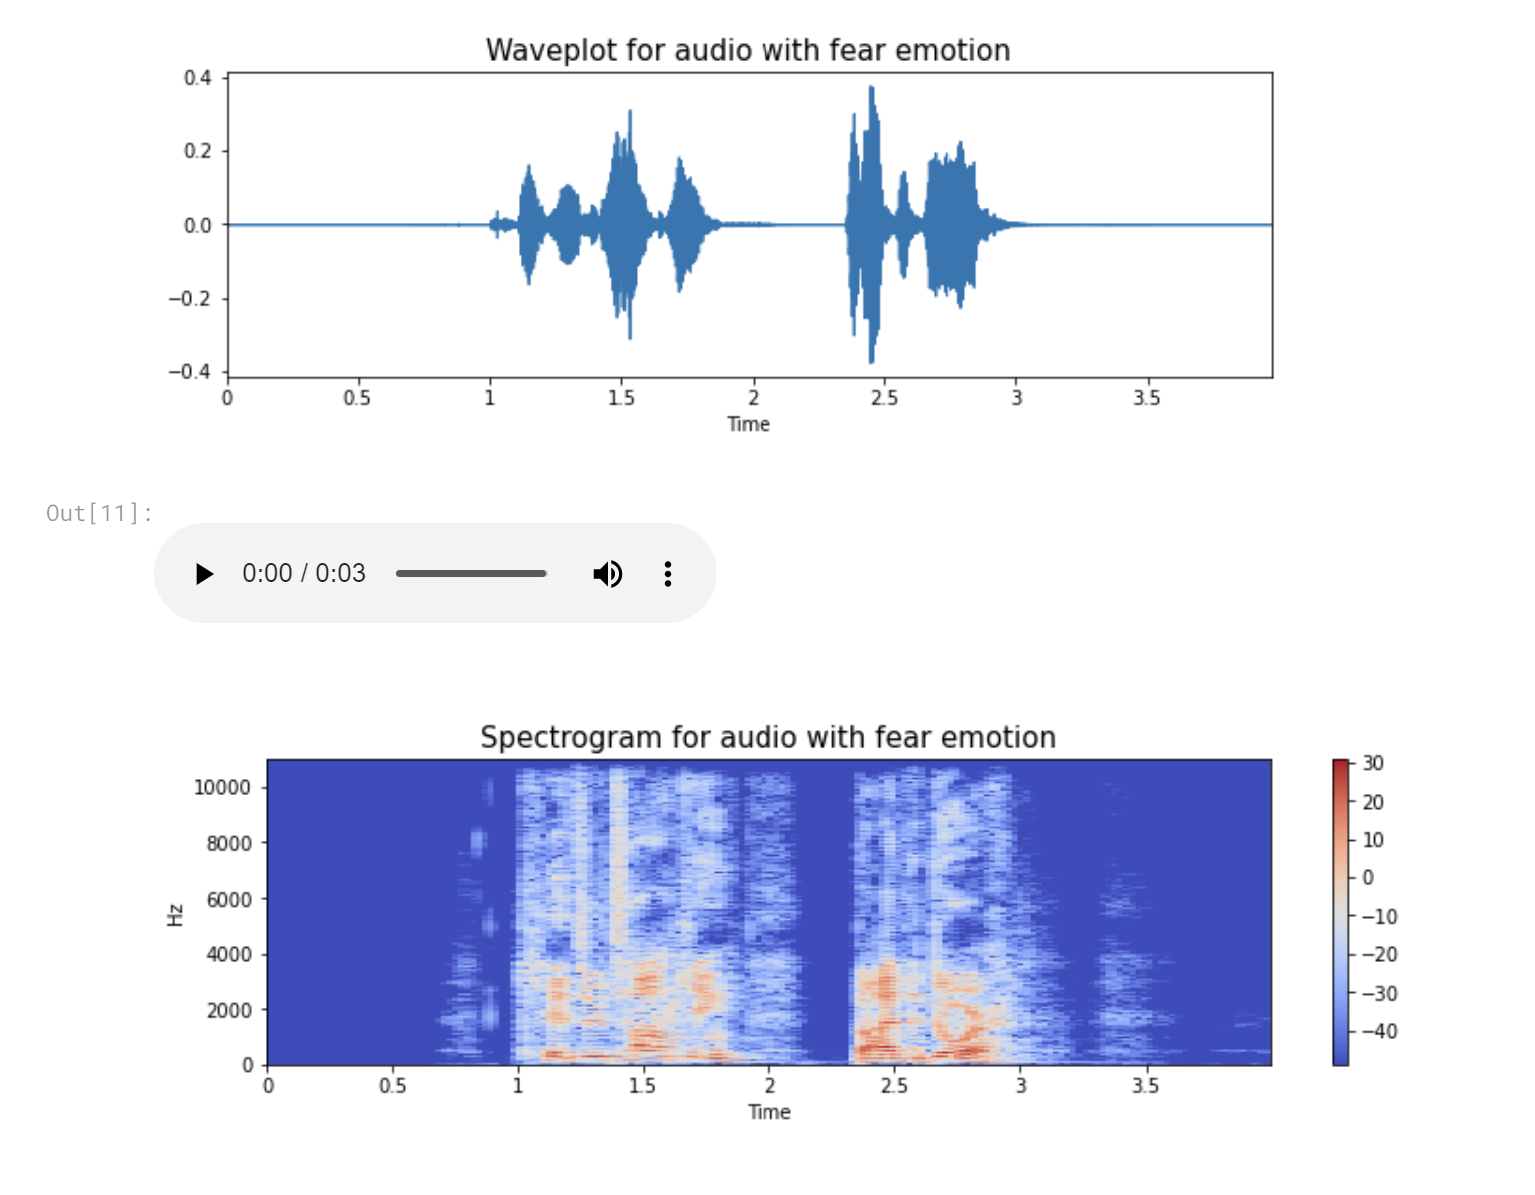 Waveplot for audio with fear emotion
0.4
0.2
0.0
−0.2
−0.4
0 0.5 1 1.5 2 2.5 3 3.5
Time
Out[11]:
0:00 / 0:03
Spectrogram for audio with fear emotion
Hz
10000
8000
6000
4000
2000
0
0 0.5 1 1.5 2 2.5 3 3.5
Time
30
20
10
0
−10
−20
−30
−40